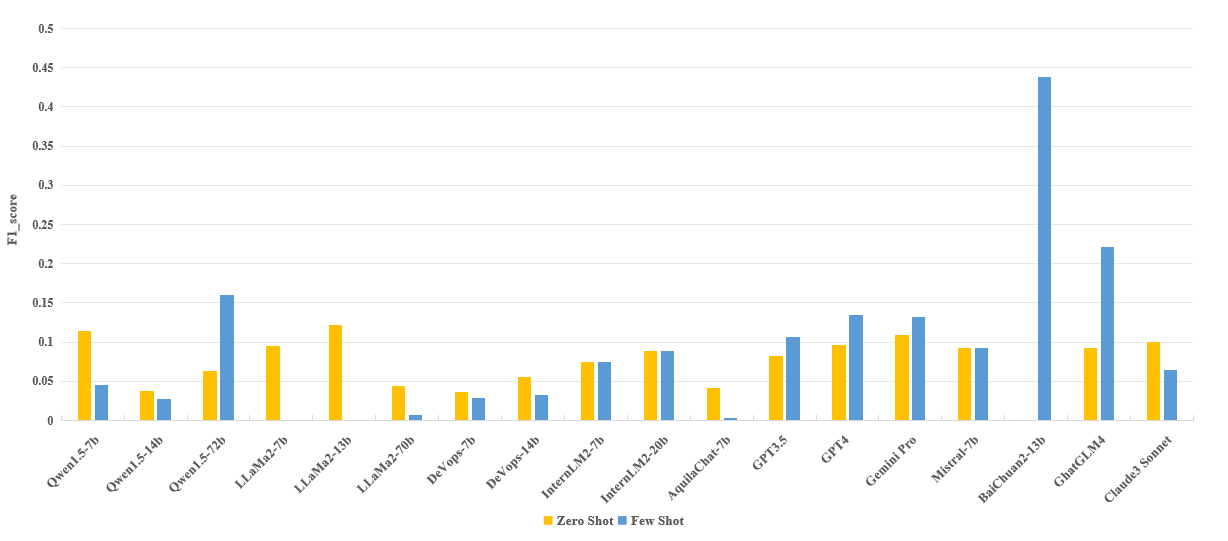 0.5
0.45
0.4
0.35
0.3
0.25
0.2
0.15
0.1
0.05
0
F1_score
Qwen1.5-7b
Qwen1.5-14b
Qwen1.5-72b
LLaMa2-7b
LLaMa2-13b
LLaMa2-70b
DeVops-7b
DeVops-14b
InternLM2-7b
InternLM2-20b
AquilaChat-7b
GPT3.5
GPT4
Gemini Pro
Mistral-7b
BaiChuan2-13b
GhatGLM4
Claude3 Sonnet
Zero Shot Few Shot